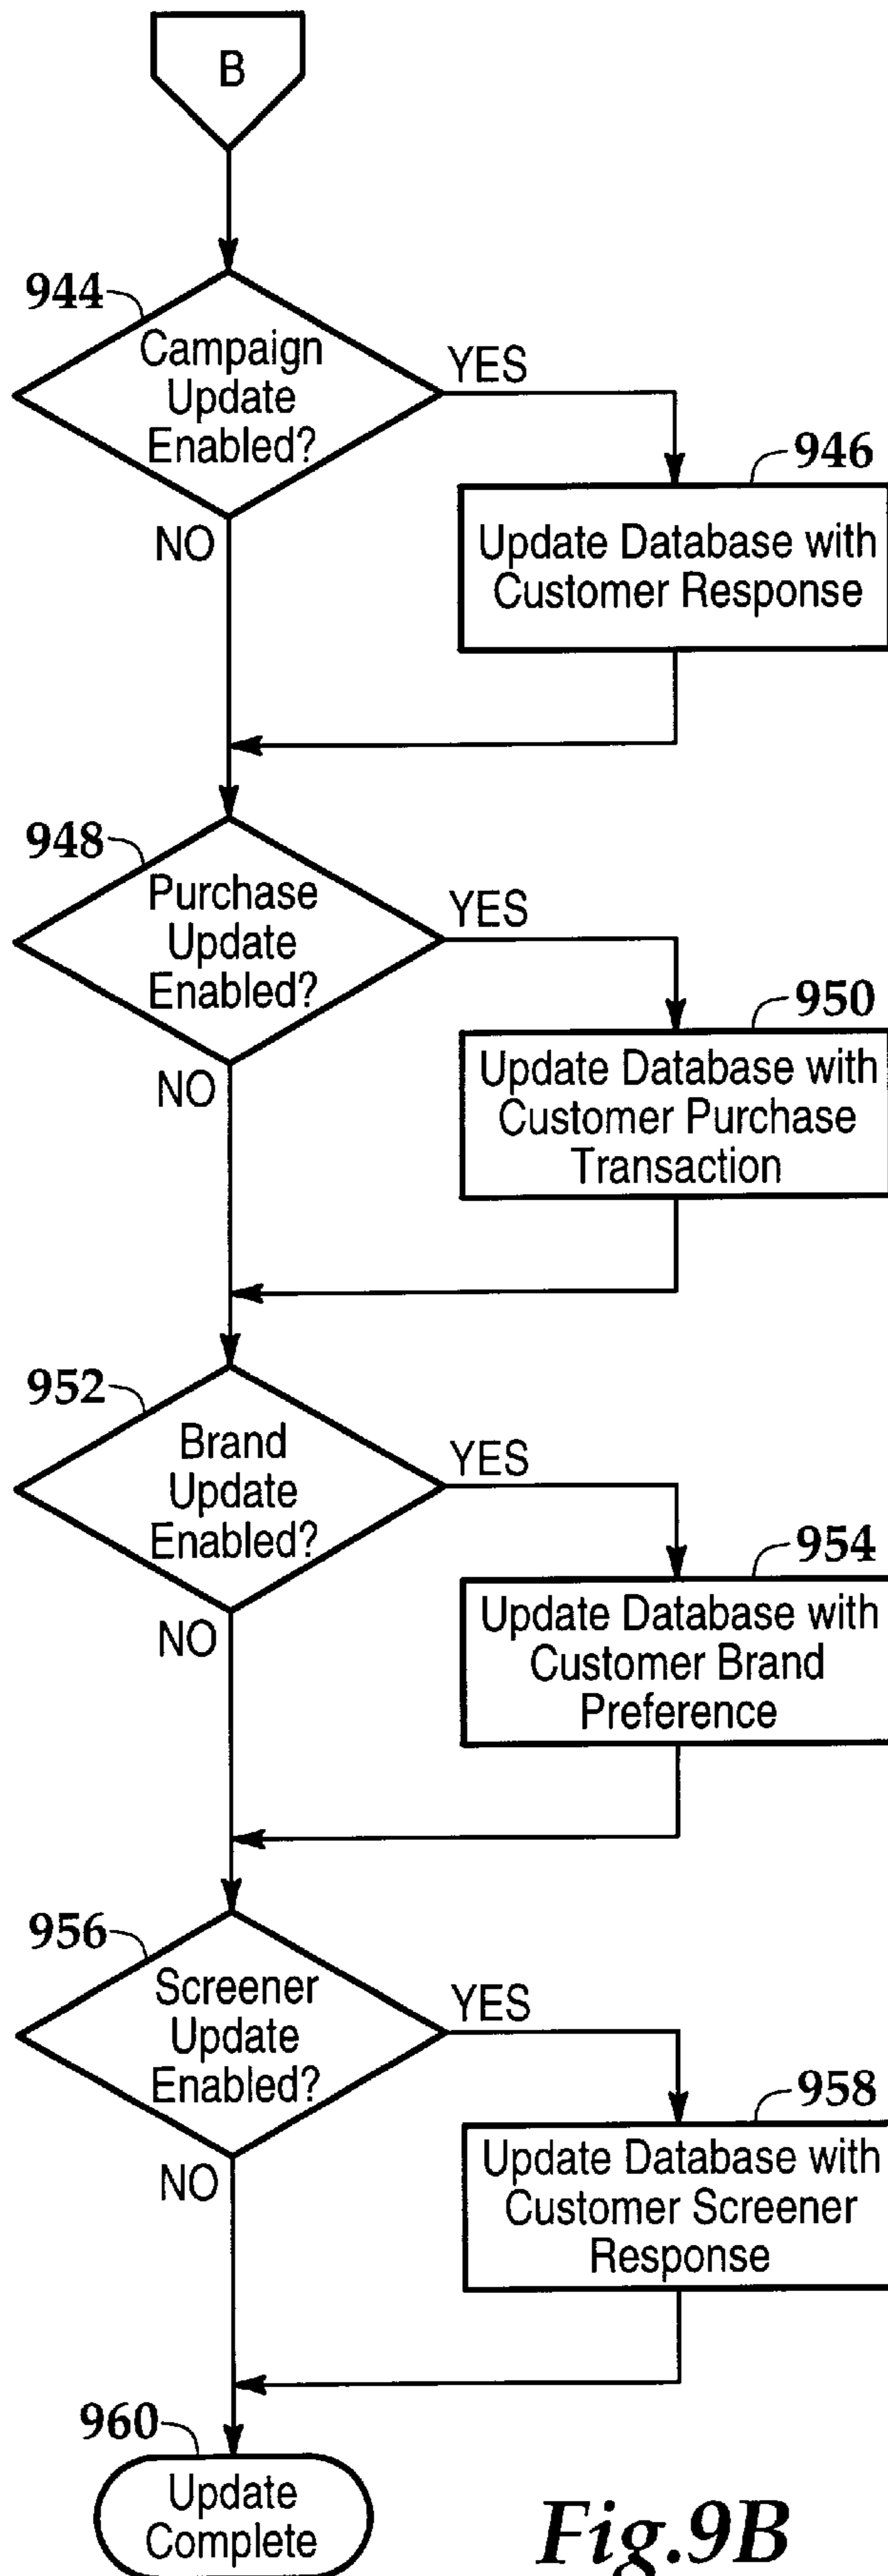 B
944
Campaign
Update
Enabled?
YES
NO
946
Update Database with
Customer Response
948
Purchase
Update
Enabled?
YES
NO
950
Update Database with
Customer Purchase
Transaction
952
Brand
Update
Enabled?
YES
NO
954
Update Database with
Customer Brand
Preference
956
Screener
Update
Enabled?
YES
NO
958
Update Database with
Customer Screener
Response
960
Update
Complete
Fig.9B